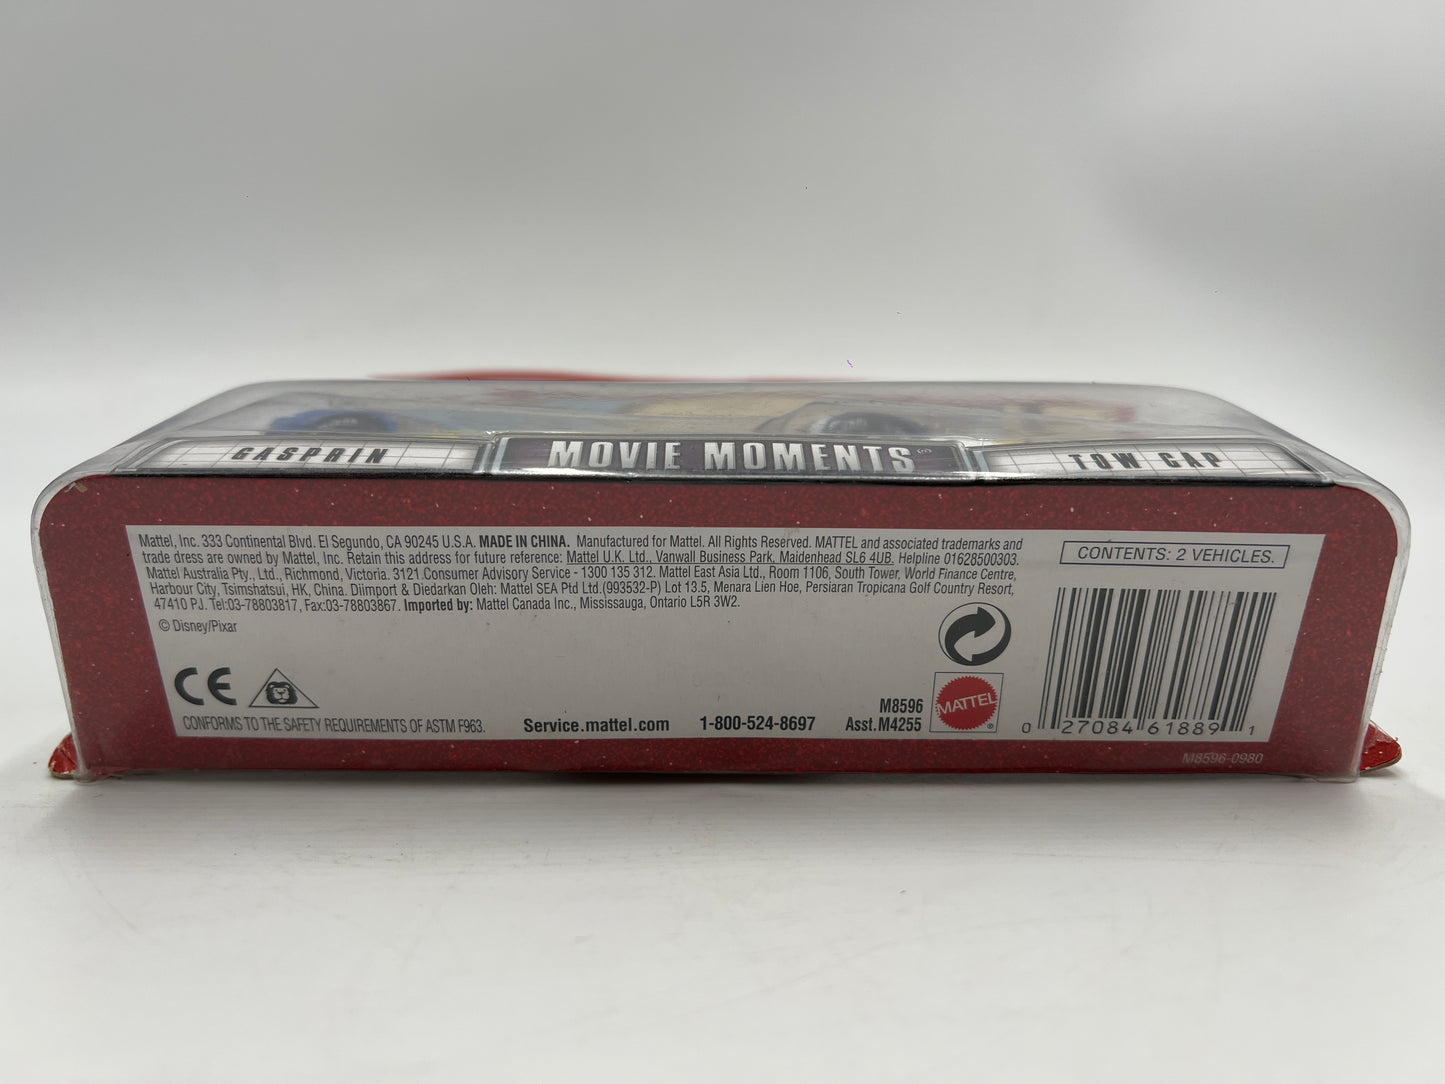 GASPRIN
MOVIE MOMENTS
TOW CAP
Mattel, Inc. 333 Continental Blvd. El Segundo, CA 90245 U.S.A. MADE IN CHINA. Manufactured for Mattel. All Rights Reserved. MATTEL and associated trademarks and
trade dress are owned by Mattel, Inc. Retain this address for future reference: Mattel U.K. Ltd., Vanwall Business Park, Maidenhead SL6 4UB. Helpline 01628500303.
Mattel Australia Pty., Ltd., Richmond, Victoria. 3121.Consumer Advisory Service - 1300 135 312. Mattel East Asia Ltd., Room 1106, South Tower, World Finance Centre,
Harbour City, Tsimshatsui, HK, China. Diimport & Diedarkan Oleh: Mattel SEA Ptd Ltd.(993532-P) Lot 13.5, Menara Lien Hoe, Persiaran Tropicana Golf Country Resort,
47410 PJ. Tel:03-78803817, Fax:03-78803867. Imported by: Mattel Canada Inc., Mississauga, Ontario L5R 3W2.
© Disney/Pixar
CE
CONFORMS TO THE SAFETY REQUIREMENTS OF ASTM F963.
Service.mattel.com
1-800-524-8697
M8596
Asst.M4255
MATTEL
®
CONTENTS: 2 VEHICLES.
0 27084 61889 1
M8596-0980